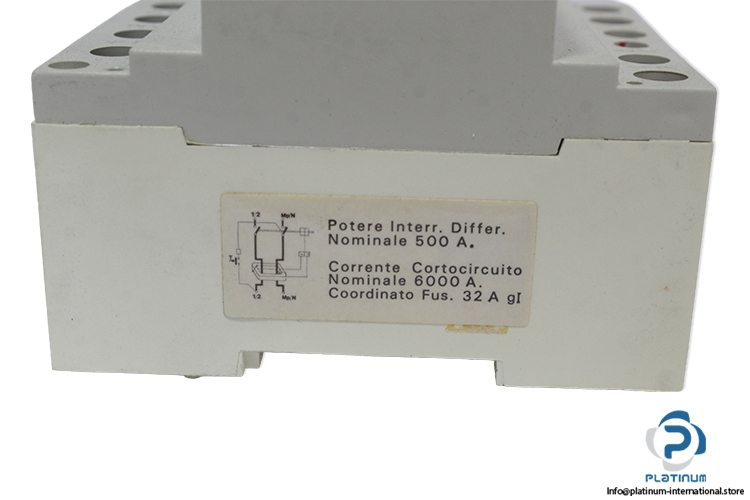 1/2 Mp/N
T
1/2 Mp/N
Potere Interr. Differ.
Nominale 500 A.
Corrente Cortocircuito
Nominale 6000 A.
Coordinato Fus. 32 A gI
PLATINUM
Info@platinum-international.store